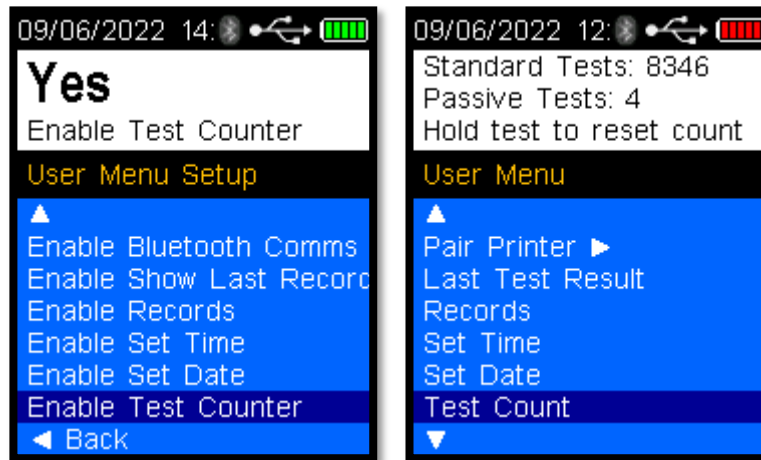 09/06/2022 14:
Yes
Enable Test Counter
User Menu Setup
Enable Bluetooth Comms
Enable Show Last Recorc
Enable Records
Enable Set Time
Enable Set Date
Enable Test Counter
Back
09/06/2022 12:
Standard Tests: 8346
Passive Tests: 4
Hold test to reset count
User Menu
Pair Printer
Last Test Result
Records
Set Time
Set Date
Test Count